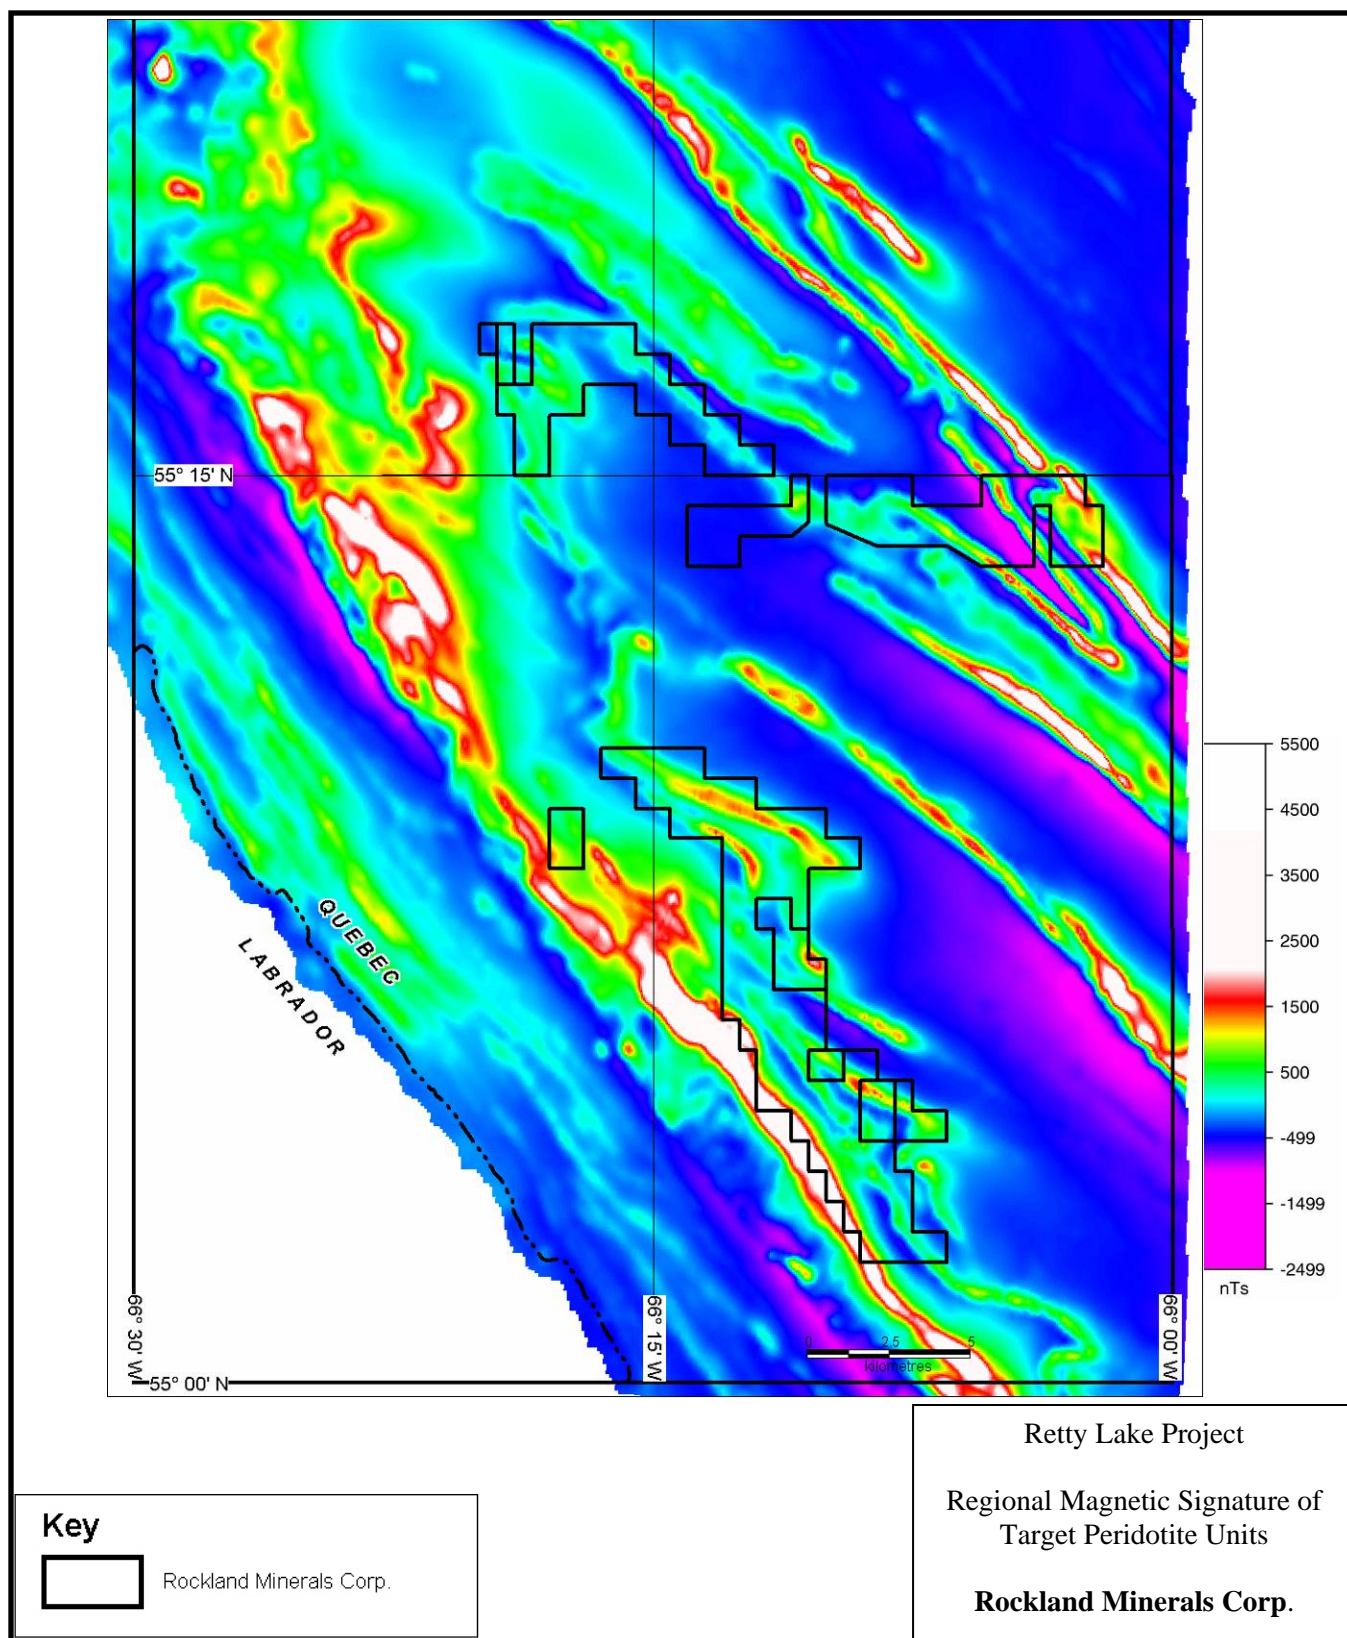 55° 15' N
QUEBEC
LABRADOR
5500
4500
3500
2500
1500
500
-499
-1499
-2499
nTs
66° 30' W
66° 15' W
66° 00' W
0 2.5 5
kilometres
55° 00' N
Retty Lake Project
Regional Magnetic Signature of
Target Peridotite Units
Rockland Minerals Corp.
Key
Rockland Minerals Corp.